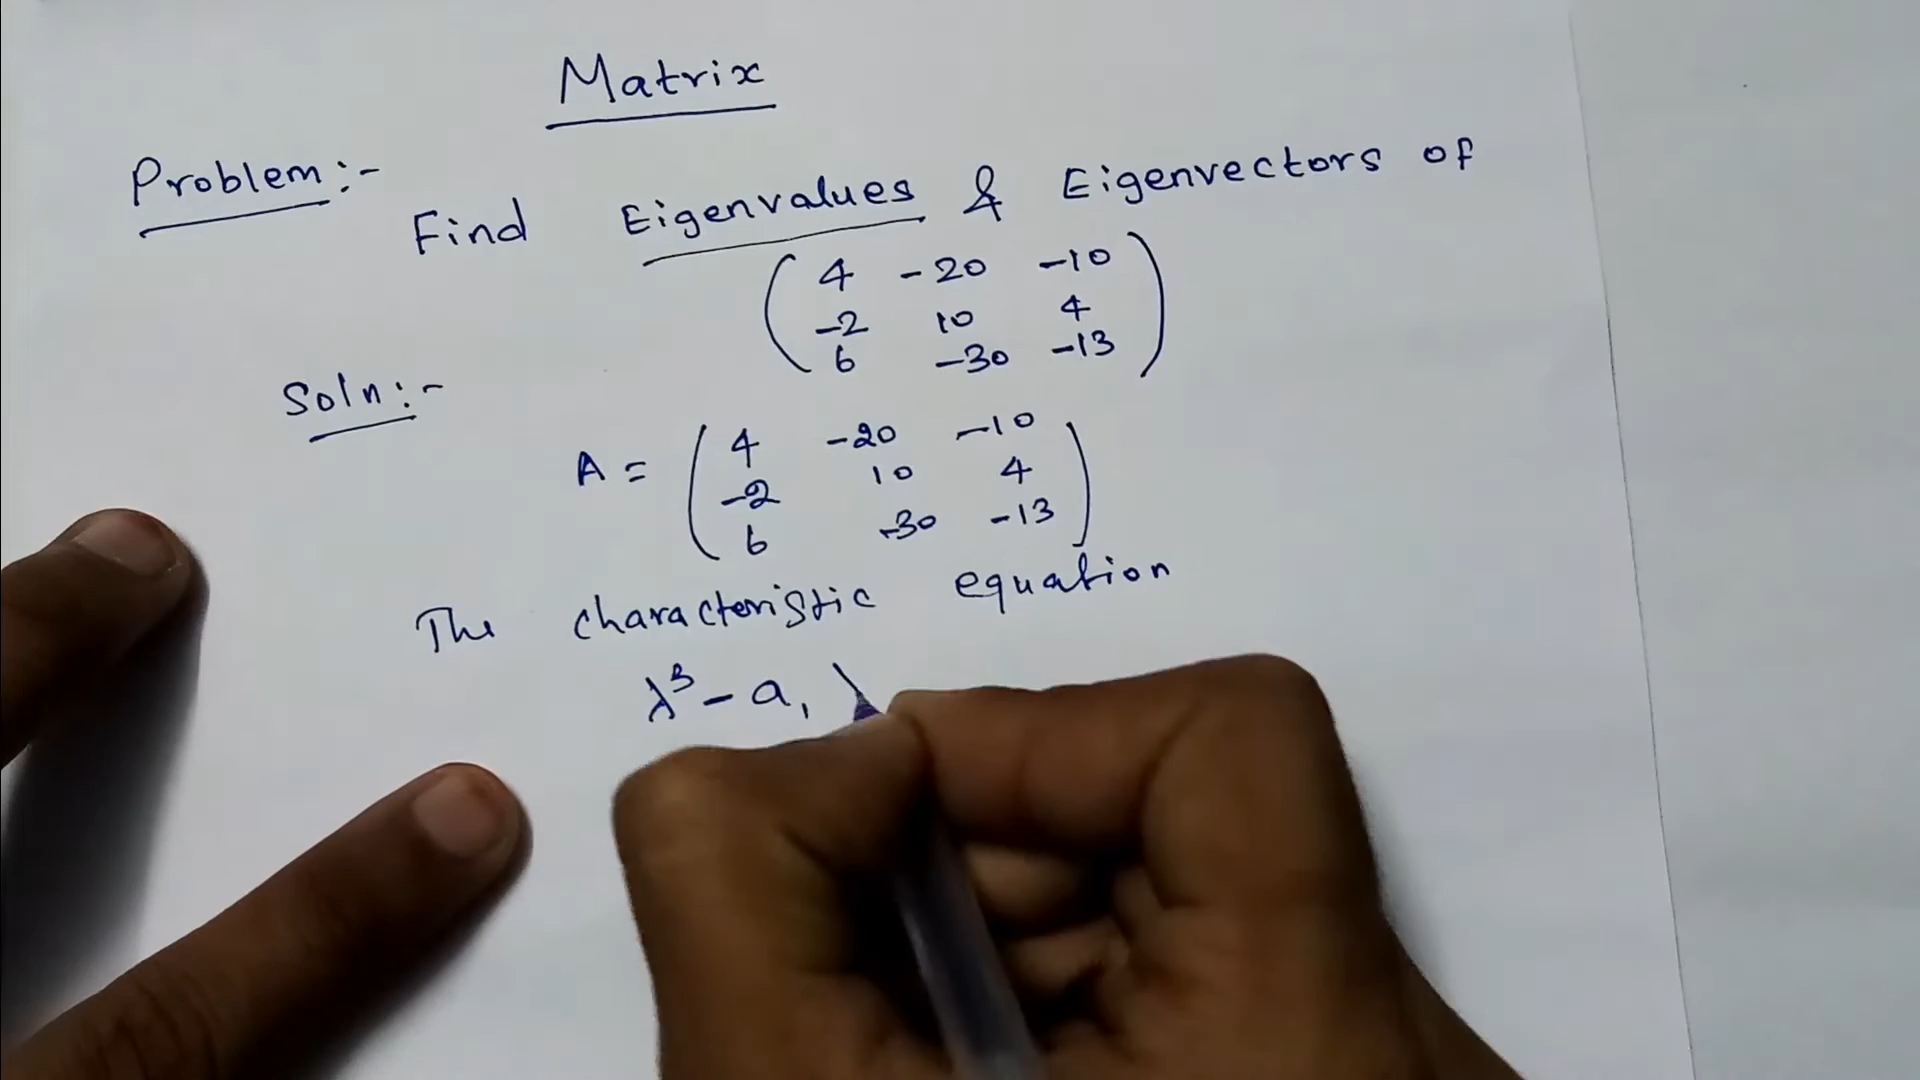 Matrix
Problem:-
Find Eigenvalues & Eigenvectors of
( 4 -20 -10 )
-2 10 4
6 -30 -13
Soln:-
A = ( 4 -20 -10 )
-2 10 4
6 -30 -13
The characteristic equation
λ³ - a₁